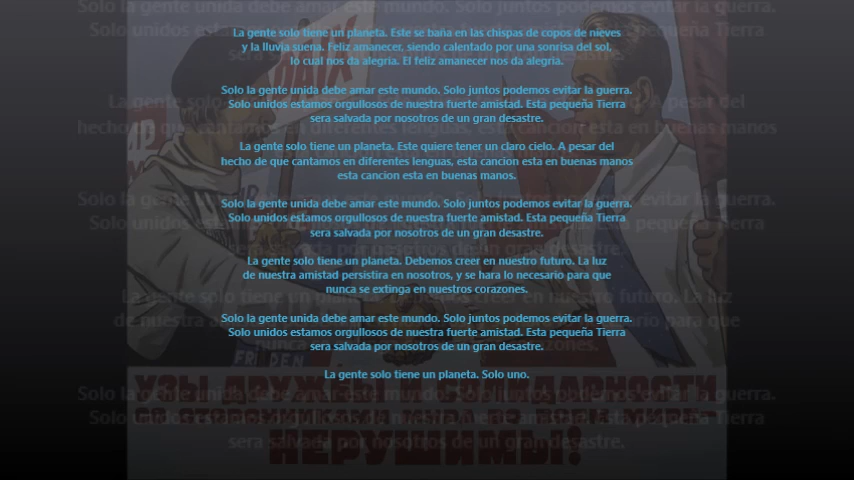 La gente solo tiene un planeta. Este se baña en las chispas de copos de nieves
y la lluvia suena. Feliz amanecer, siendo calentado por una sonrisa del sol,
lo cual nos da alegria. El feliz amanecer nos da alegria.
Solo la gente unida debe amar este mundo. Solo juntos podemos evitar la guerra.
Solo unidos estamos orgullosos de nuestra fuerte amistad. Esta pequeña Tierra
sera salvada por nosotros de un gran desastre.
La gente solo tiene un planeta. Este quiere tener un claro cielo. A pesar del
hecho de que cantamos en diferentes lenguas, esta cancion esta en buenas manos
esta cancion esta en buenas manos.
Solo la gente unida debe amar este mundo. Solo juntos podemos evitar la guerra.
Solo unidos estamos orgullosos de nuestra fuerte amistad. Esta pequeña Tierra
sera salvada por nosotros de un gran desastre.
La gente solo tiene un planeta. Debemos creer en nuestro futuro. La luz
de nuestra amistad persistira en nosotros, y se hara lo necesario para que
nunca se extinga en nuestros corazones.
Solo la gente unida debe amar este mundo. Solo juntos podemos evitar la guerra.
Solo unidos estamos orgullosos de nuestra fuerte amistad. Esta pequeña Tierra
sera salvada por nosotros de un gran desastre.
La gente solo tiene un planeta. Solo uno.
УЗЫ ДРУЖБЫ И СОЛИДАРНОСТИ
НЕРУШИМЫ!